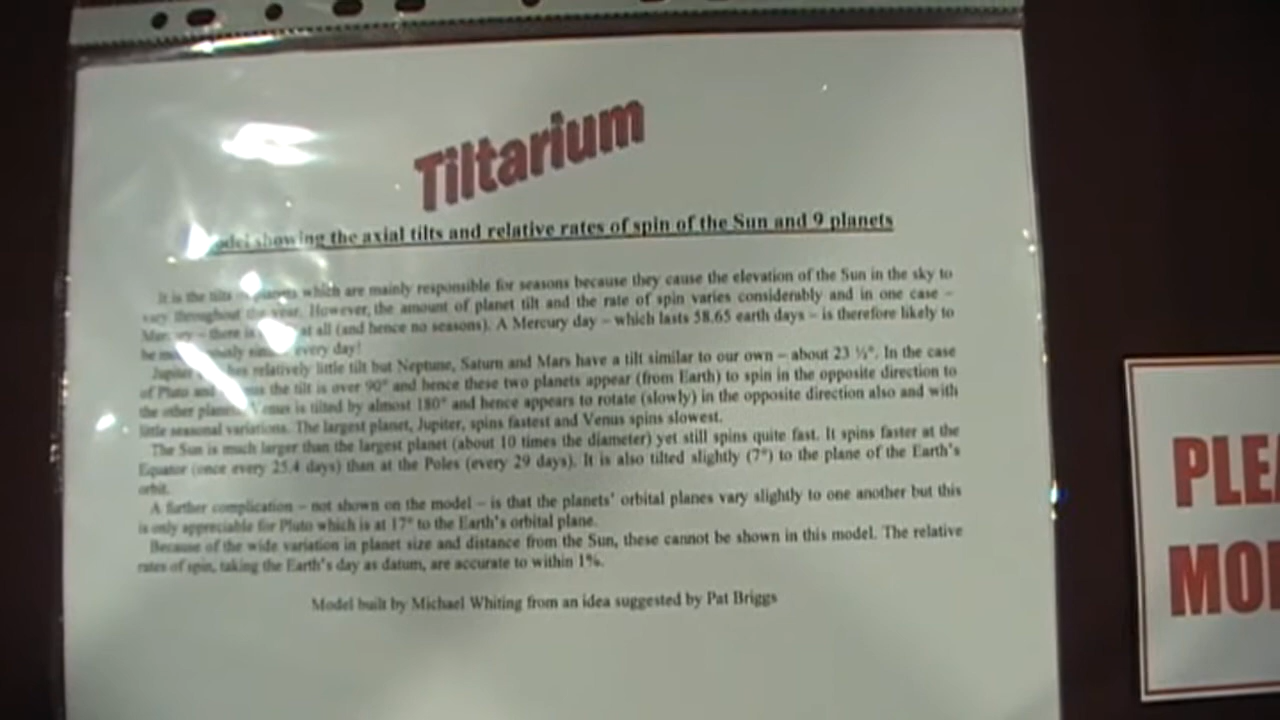 Tiltarium
showing the axial tilts and relative rates of spin of the Sun and 9 planets
It is the tilts planets which are mainly responsible for seasons because they cause the elevation of the Sun in the sky to
vary throughout the year. However, the amount of planet tilt and the rate of spin varies considerably and in one case –
– there is at all (and hence no seasons). A Mercury day – which lasts 58.65 earth days – is therefore likely to
be every day!
Jupiter has relatively little tilt but Neptune, Saturn and Mars have a tilt similar to our own – about 23 ½°. In the case
of Pluto and the tilt is over 90° and hence these two planets appear (from Earth) to spin in the opposite direction to
the other planets. Venus is tilted by almost 180° and hence appears to rotate (slowly) in the opposite direction also and with
little seasonal variations. The largest planet, Jupiter, spins fastest and Venus spins slowest.
The Sun is much larger than the largest planet (about 10 times the diameter) yet still spins quite fast. It spins faster at the
Equator (once every 25.4 days) than at the Poles (every 29 days). It is also tilted slightly (7°) to the plane of the Earth's
orbit.
A further complication – not shown on the model – is that the planets' orbital planes vary slightly to one another but this
is only appreciable for Pluto which is at 17° to the Earth's orbital plane.
Because of the wide variation in planet size and distance from the Sun, these cannot be shown in this model. The relative
rates of spin, taking the Earth's day as datum, are accurate to within 1%.
Model built by Michael Whiting from an idea suggested by Pat Briggs
PLEA
MO